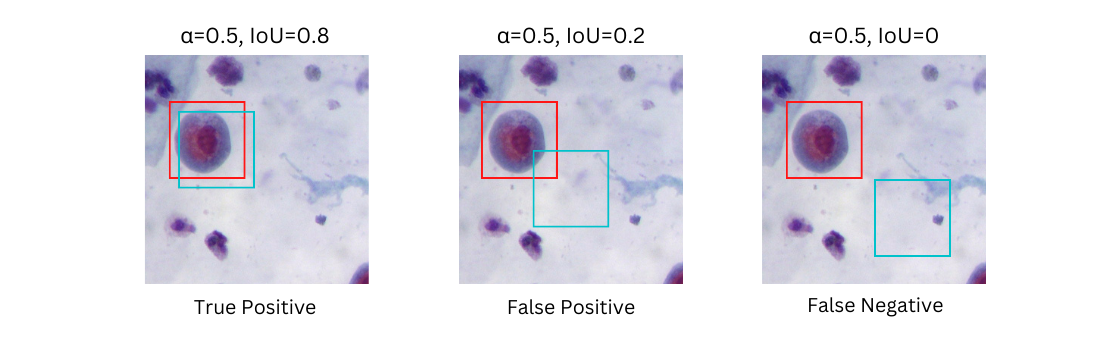 α=0.5, IoU=0.8
α=0.5, IoU=0.2
α=0.5, IoU=0
True Positive
False Positive
False Negative